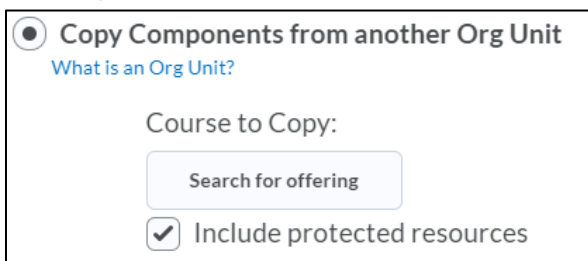 Copy Components from another Org Unit
What is an Org Unit?
Course to Copy:
Search for offering
Include protected resources